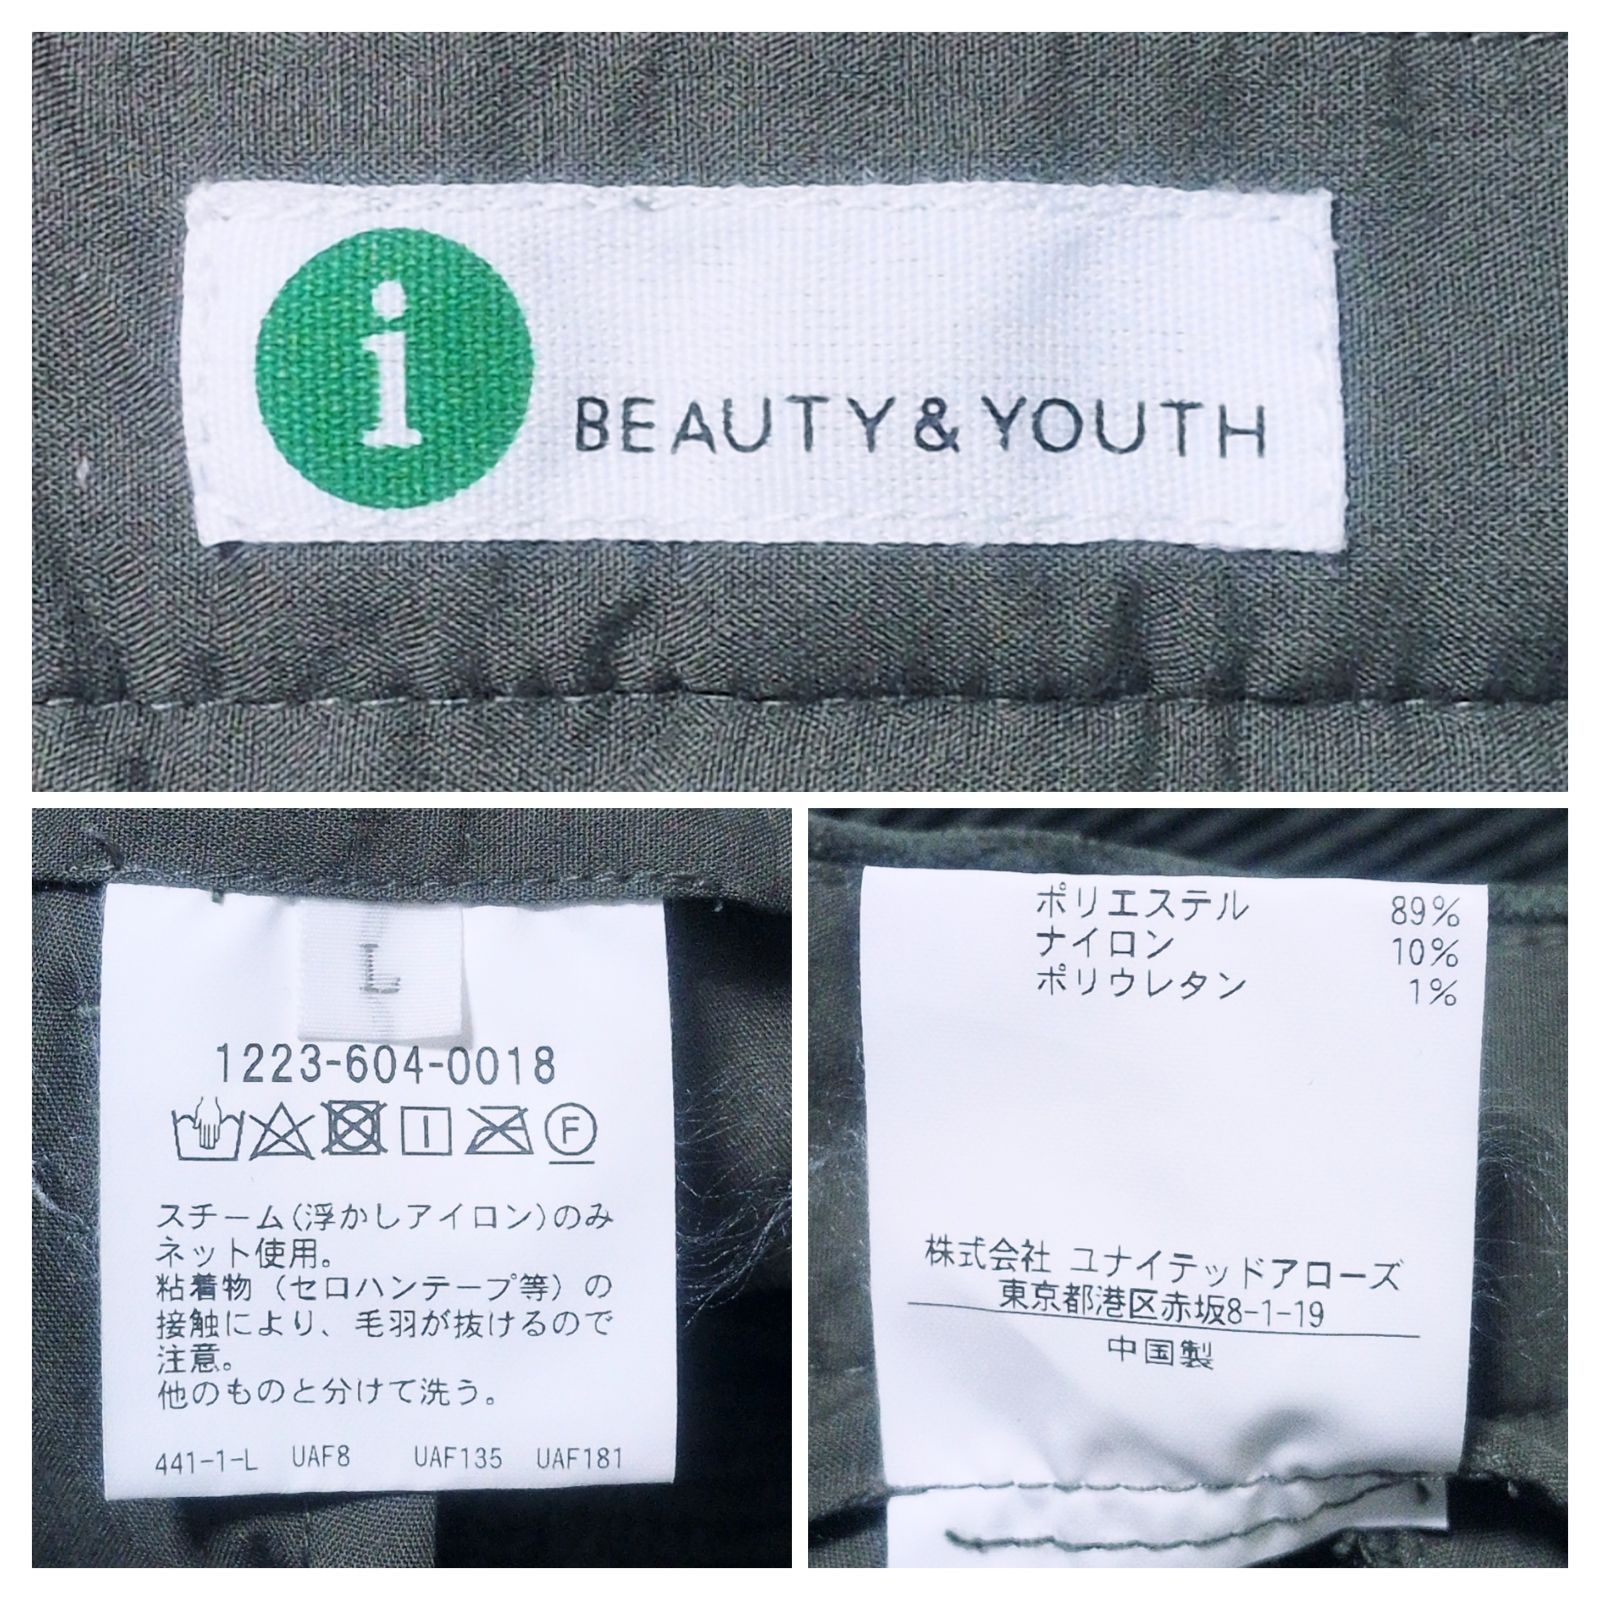 i
BEAUTY&YOUTH
L
1223-604-0018
I F
スチーム(浮かしアイロン)のみ
ネット使用。
粘着物（セロハンテープ等）の
接触により、毛羽が抜けるので
注意。
他のものと分けて洗う。
441-1-L UAF8 UAF135 UAF181
ポリエステル 89%
ナイロン 10%
ポリウレタン 1%
株式会社 ユナイテッドアローズ
東京都港区赤坂8-1-19
中国製